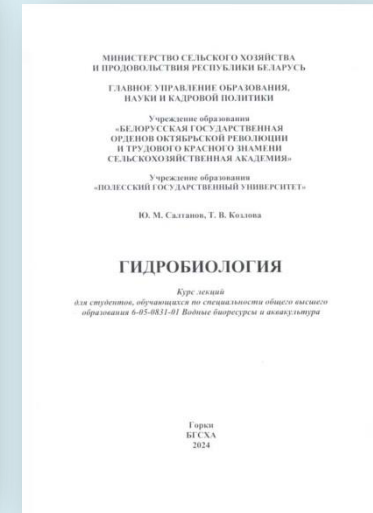 МИНИСТЕРСТВО СЕЛЬСКОГО ХОЗЯЙСТВА
И ПРОДОВОЛЬСТВИЯ РЕСПУБЛИКИ БЕЛАРУСЬ
ГЛАВНОЕ УПРАВЛЕНИЕ ОБРАЗОВАНИЯ,
НАУКИ И КАДРОВОЙ ПОЛИТИКИ
Учреждение образования
«БЕЛОРУССКАЯ ГОСУДАРСТВЕННАЯ
ОРДЕНОВ ОКТЯБРЬСКОЙ РЕВОЛЮЦИИ
И ТРУДОВОГО КРАСНОГО ЗНАМЕНИ
СЕЛЬСКОХОЗЯЙСТВЕННАЯ АКАДЕМИЯ»
Учреждение образования
«ПОЛЕССКИЙ ГОСУДАРСТВЕННЫЙ УНИВЕРСИТЕТ»
Ю. М. Салтанов, Т. В. Козлова
ГИДРОБИОЛОГИЯ
Курс лекций
для студентов, обучающихся по специальности общего высшего
образования 6-05-0831-01 Водные биоресурсы и аквакультура
Горки
БГСХА
2024